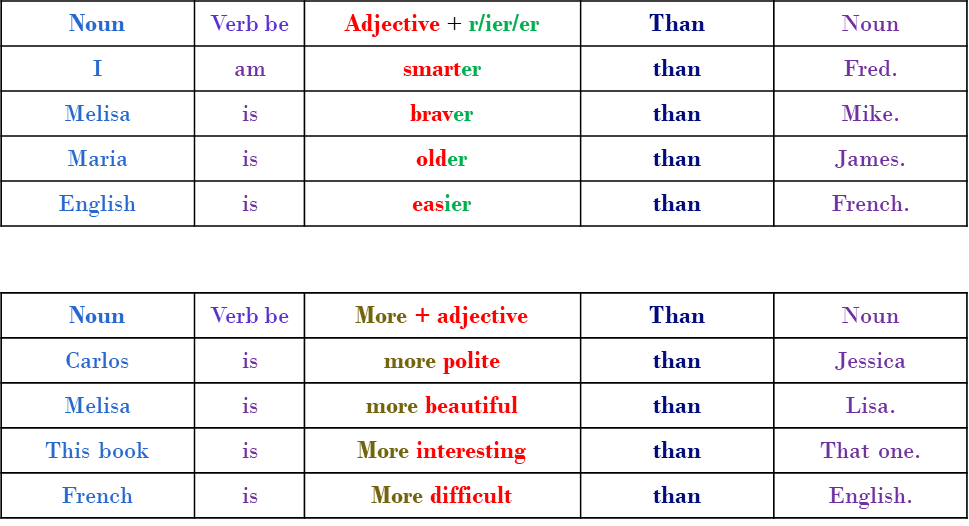 Noun Verb be Adjective + r/ier/er Than Noun
I am smarter than Fred.
Melisa is braver than Mike.
Maria is older than James.
English is easier than French.
Noun Verb be More + adjective Than Noun
Carlos is more polite than Jessica
Melisa is more beautiful than Lisa.
This book is More interesting than That one.
French is More difficult than English.